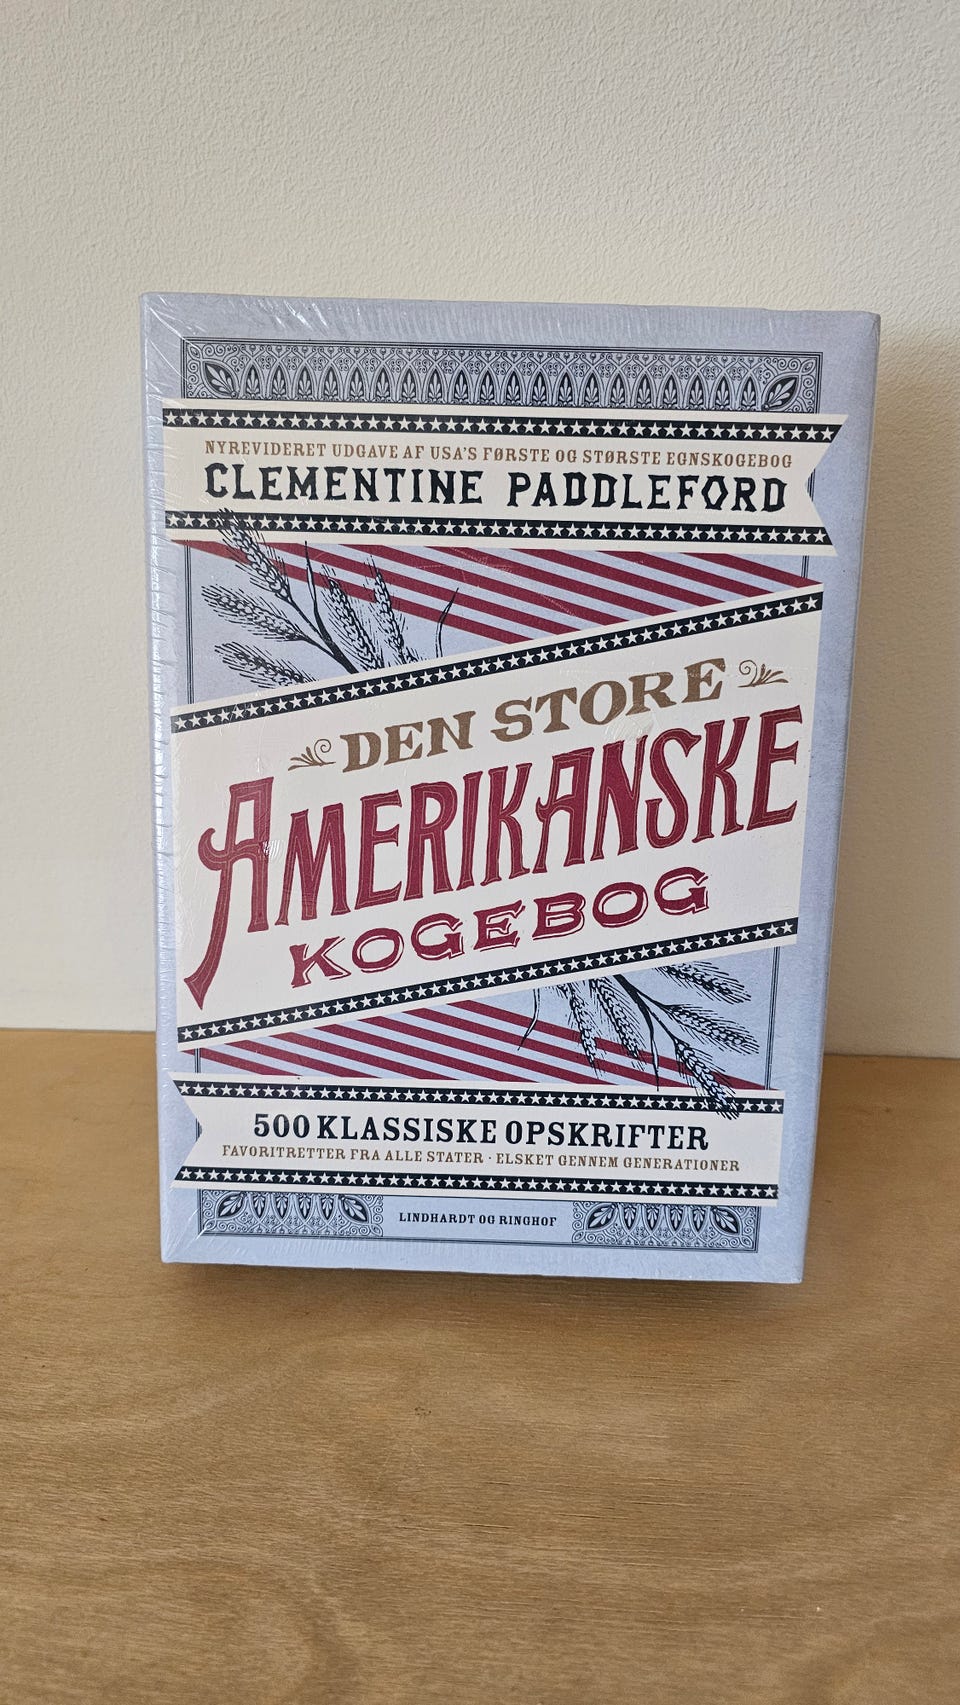 NYREVIDERET UDGAVE AF USA'S FØRSTE OG STØRSTE EGNSKOGEBOG
CLEMENTINE PADDLEFORD
DEN STORE
AMERIKANSKE
KOGEBOG
500 KLASSISKE OPSKRIFTER
FAVORITRETTER FRA ALLE STATER · ELSKET GENNEM GENERATIONER
LINDHARDT OG RINGHOF